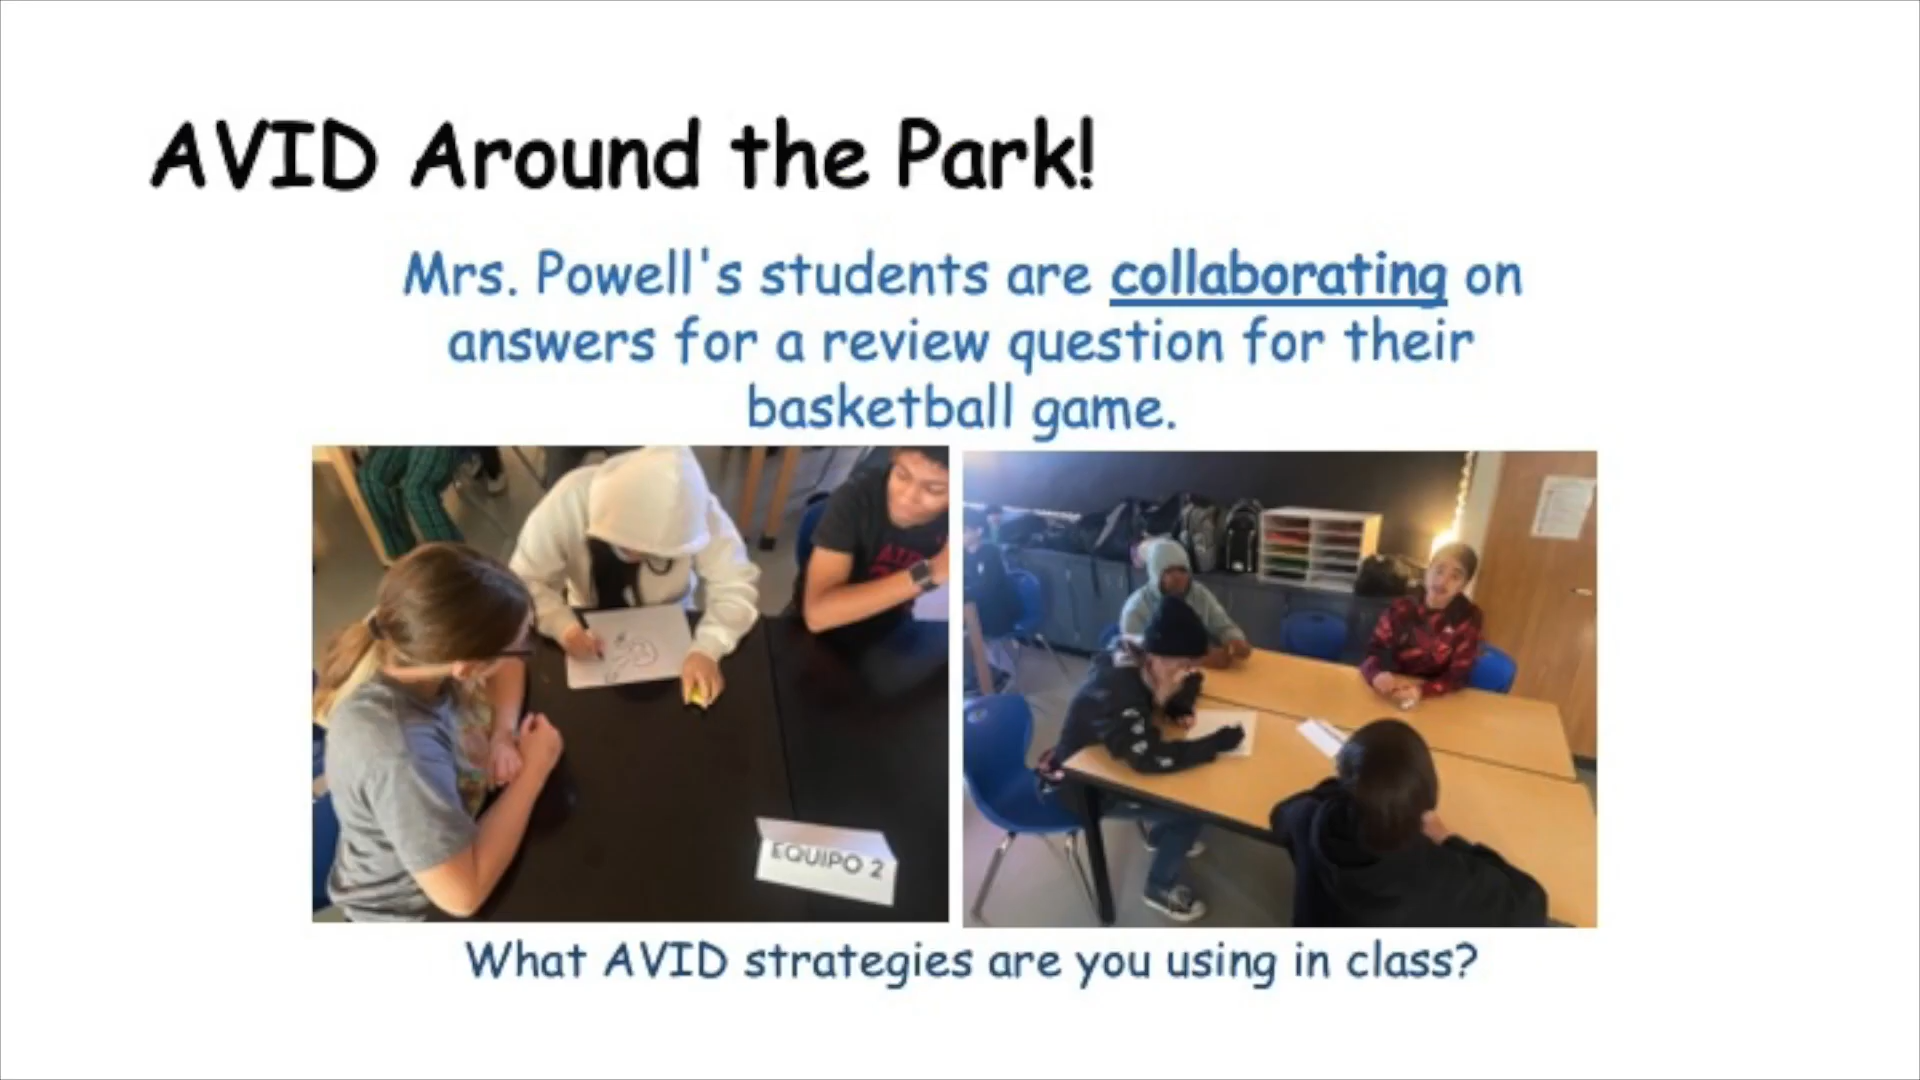 AVID Around the Park!
Mrs. Powell's students are collaborating on
answers for a review question for their
basketball game.
EQUIPO 2
What AVID strategies are you using in class?